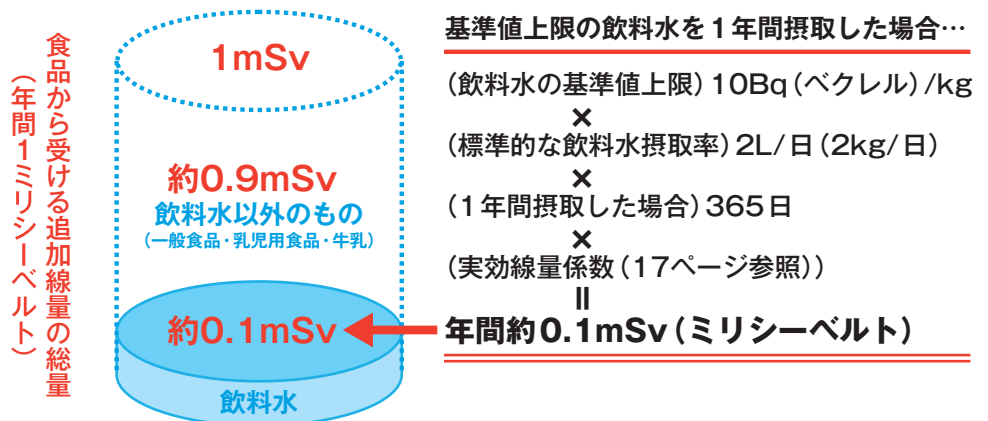 食品から受ける追加線量の総量
（年間１ミリシーベルト）
1mSv
約0.9mSv
飲料水以外のもの
（一般食品・乳児用食品・牛乳）
約0.1mSv
飲料水
基準値上限の飲料水を１年間摂取した場合…
（飲料水の基準値上限）10Bq（ベクレル）/kg
×
（標準的な飲料水摂取率）2L/日（2kg/日）
×
（１年間摂取した場合）365日
×
（実効線量係数（17ページ参照））
=
年間約0.1mSv（ミリシーベルト）